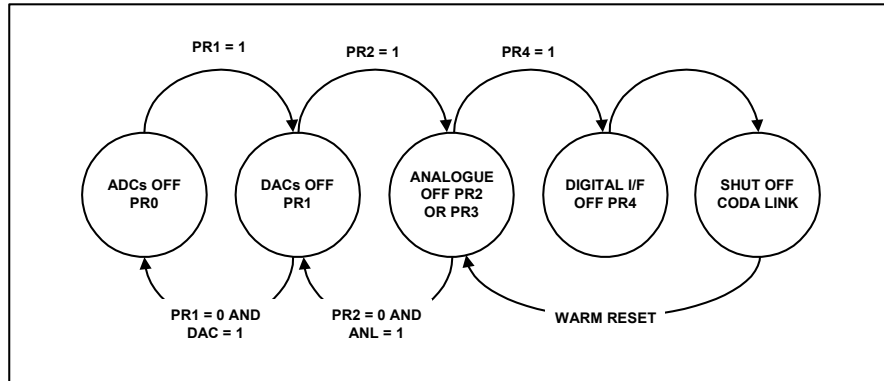 PR1 = 1
PR2 = 1
PR4 = 1
ADCs OFF
PR0
DACs OFF
PR1
ANALOGUE
OFF PR2
OR PR3
DIGITAL I/F
OFF PR4
SHUT OFF
CODA LINK
PR1 = 0 AND
DAC = 1
PR2 = 0 AND
ANL = 1
WARM RESET